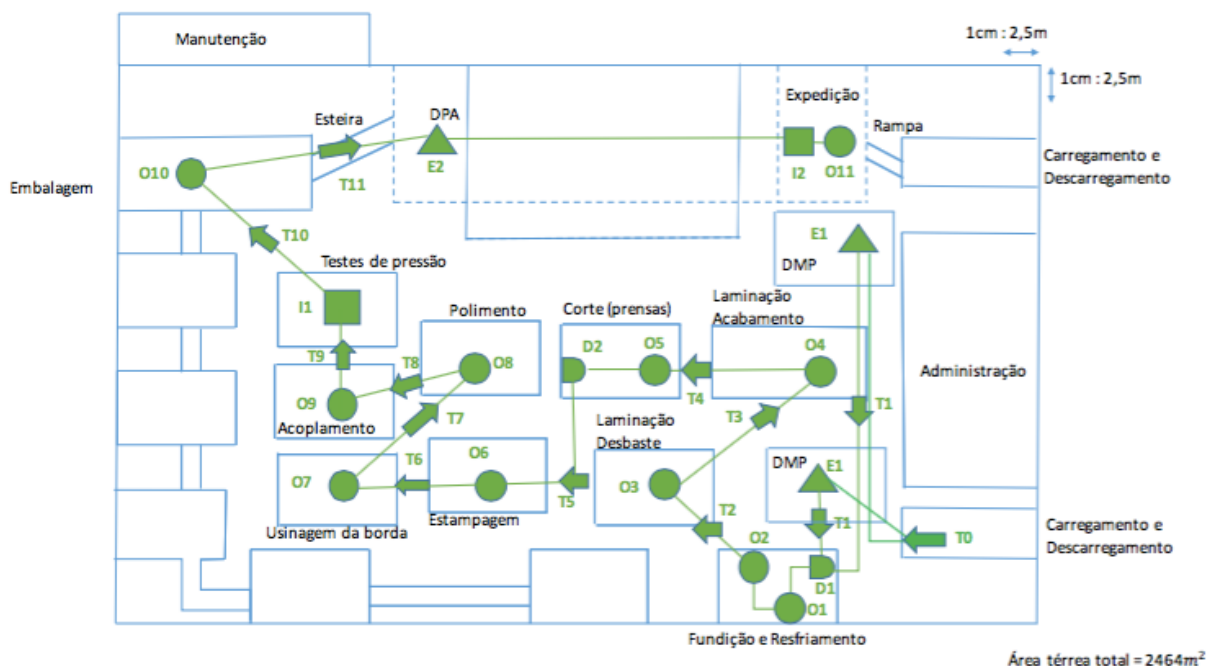 1cm : 2,5m
Manutenção
1cm : 2,5m
Expedição
DPA
Esteira
Rampa
Carregamento e
Descarregamento
O10
E2
I2
O11
Embalagem
T11
T10
E1
DMP
Testes de pressão
I1
Polimento
Corte (prensas)
Laminação
Acabamento
T9
T8
O8
D2
O5
O4
Administração
T4
T1
O9
T3
Acoplamento
T7
Laminação
Desbaste
O7
T6
O6
DMP
E1
O3
T5
T2
T1
Usinagem da borda
Estampagem
O2
T0
Carregamento e
Descarregamento
D1
O1
Fundição e Resfriamento
Área térrea total = 2464m²